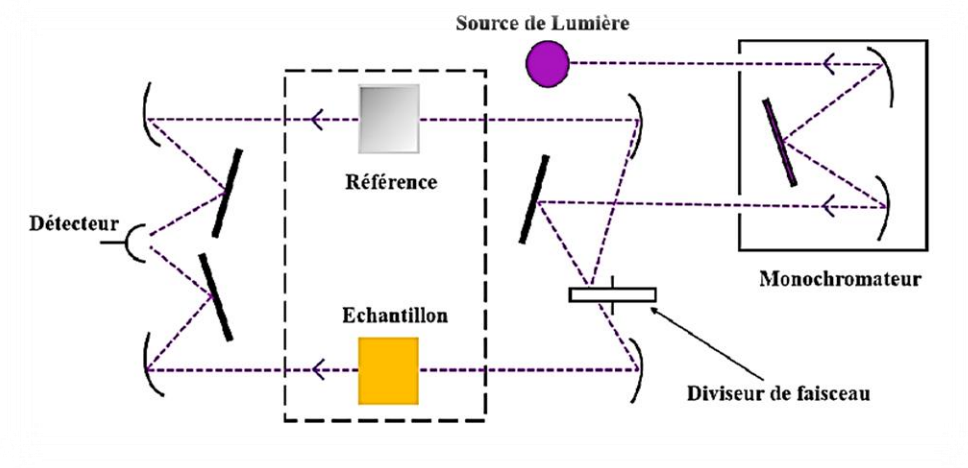 Source de Lumière
Référence
Détecteur
Monochromateur
Echantillon
Diviseur de faisceau